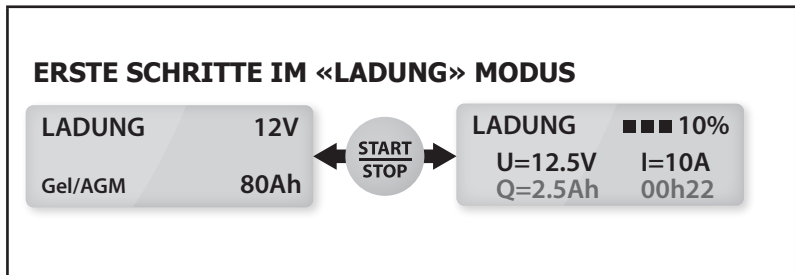 ERSTE SCHRITTE IM «LADUNG» MODUS
LADUNG 12V
Gel/AGM 80Ah
START
STOP
LADUNG 10%
U=12.5V I=10A
Q=2.5Ah 00h22